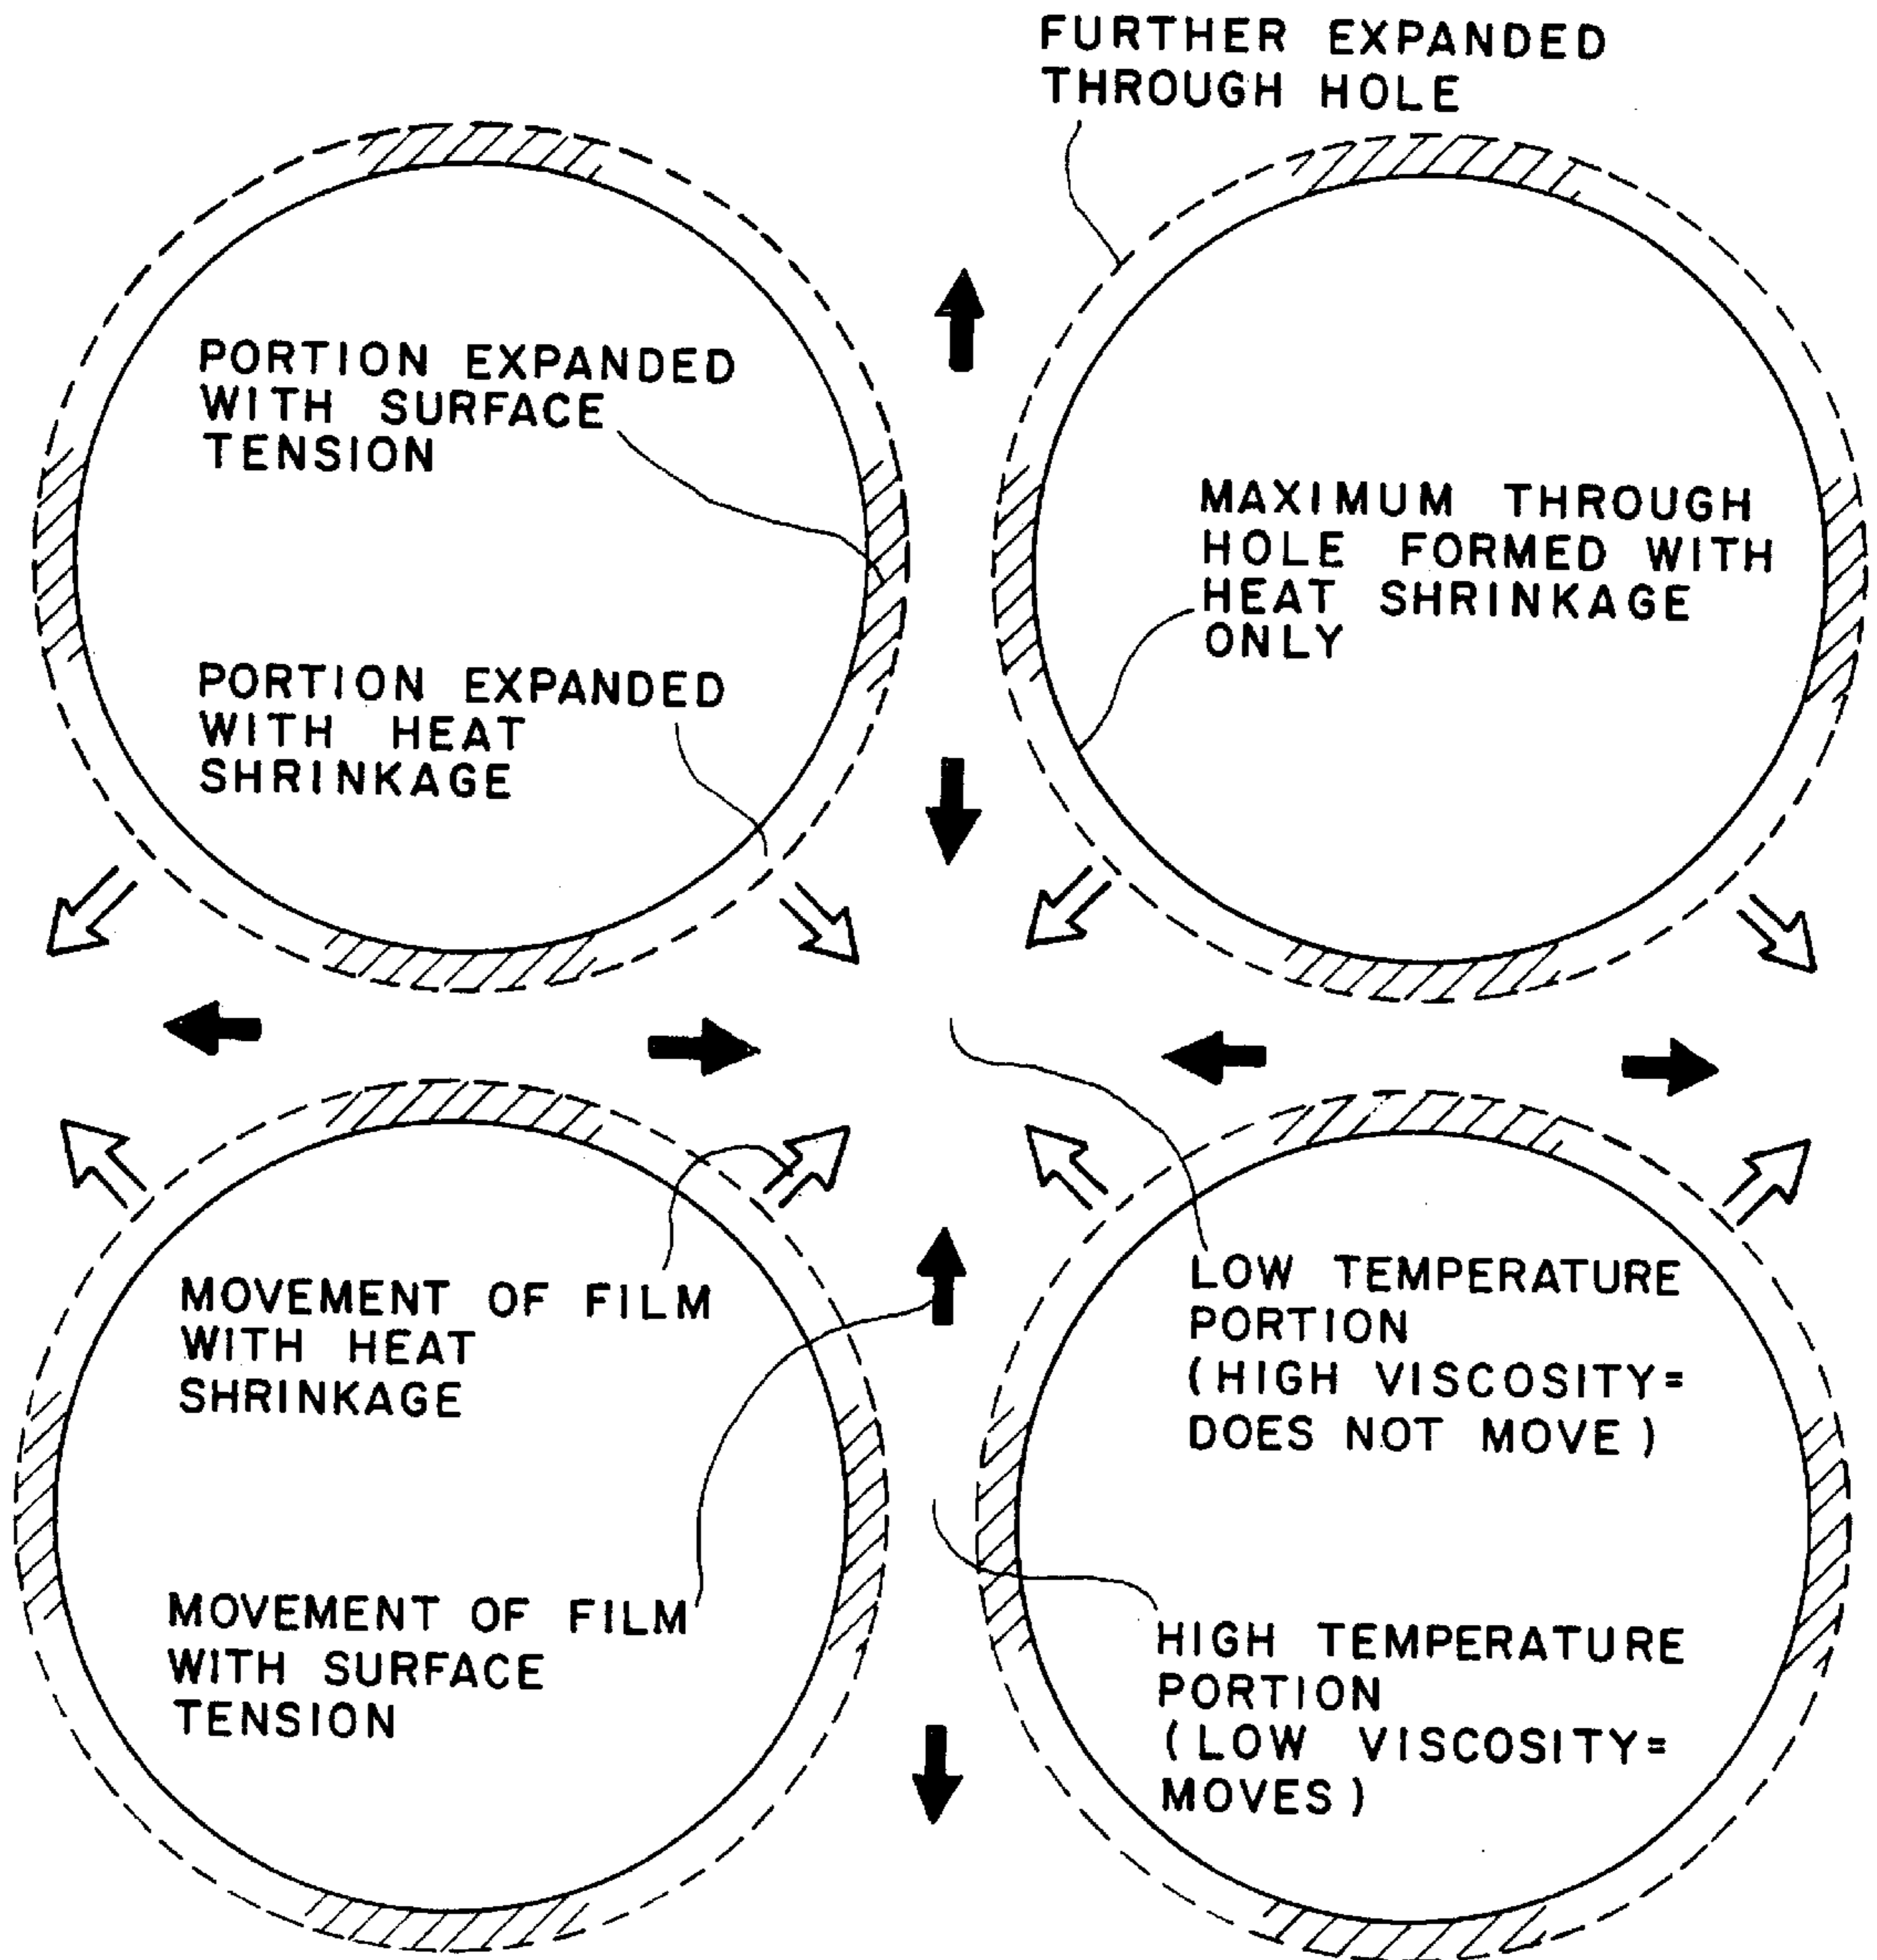 FURTHER EXPANDED
THROUGH HOLE
PORTION EXPANDED
WITH SURFACE
TENSION
MAXIMUM THROUGH
HOLE FORMED WITH
HEAT SHRINKAGE
ONLY
PORTION EXPANDED
WITH HEAT
SHRINKAGE
MOVEMENT OF FILM
WITH HEAT
SHRINKAGE
LOW TEMPERATURE
PORTION
(HIGH VISCOSITY=
DOES NOT MOVE)
MOVEMENT OF FILM
WITH SURFACE
TENSION
HIGH TEMPERATURE
PORTION
(LOW VISCOSITY=
MOVES)